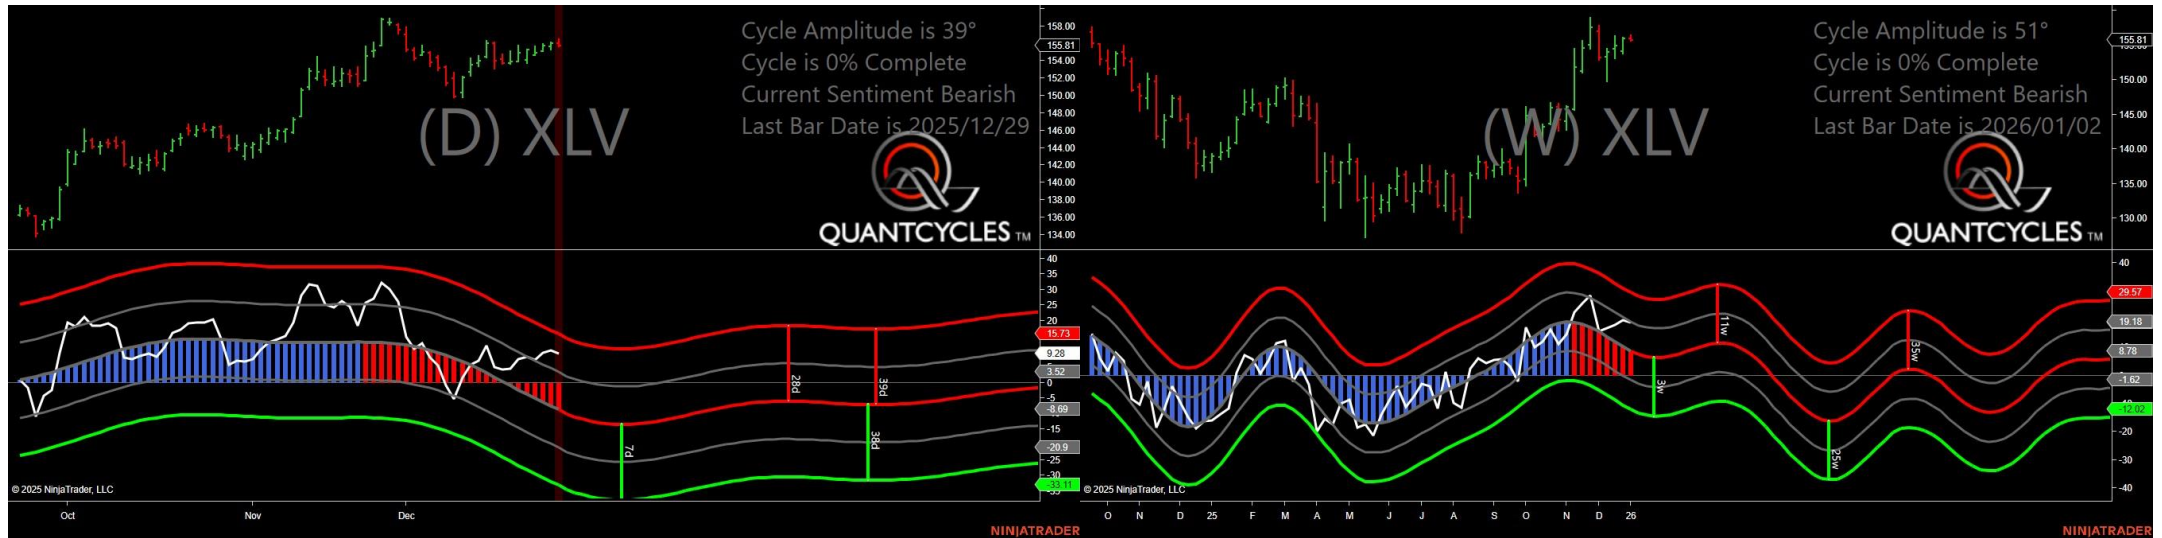 Cycle Amplitude is 39°
Cycle is 0% Complete
Current Sentiment Bearish
Last Bar Date is 2025/12/29
(D) XLV
QUANTCYCLES TM
158.00
155.81
154.00
152.00
150.00
148.00
146.00
144.00
142.00
140.00
138.00
136.00
134.00
40
35
30
25
20
15.73
9.28
3.52
0
-5
-8.69
-15
-20.9
-25
-30
-33.11
28d
39d
7d
38d
© 2025 NinjaTrader, LLC
Oct Nov Dec
NINJATRADER
Cycle Amplitude is 51°
Cycle is 0% Complete
Current Sentiment Bearish
Last Bar Date is 2026/01/02
(W) XLV
QUANTCYCLES TM
155.81
150.00
145.00
140.00
135.00
130.00
40
29.57
19.18
8.78
-1.62
-12.02
-20
-30
-40
11w
35w
3w
25w
© 2025 NinjaTrader, LLC
O N D 25 F M A M J J A S O N D 26
NINJATRADER